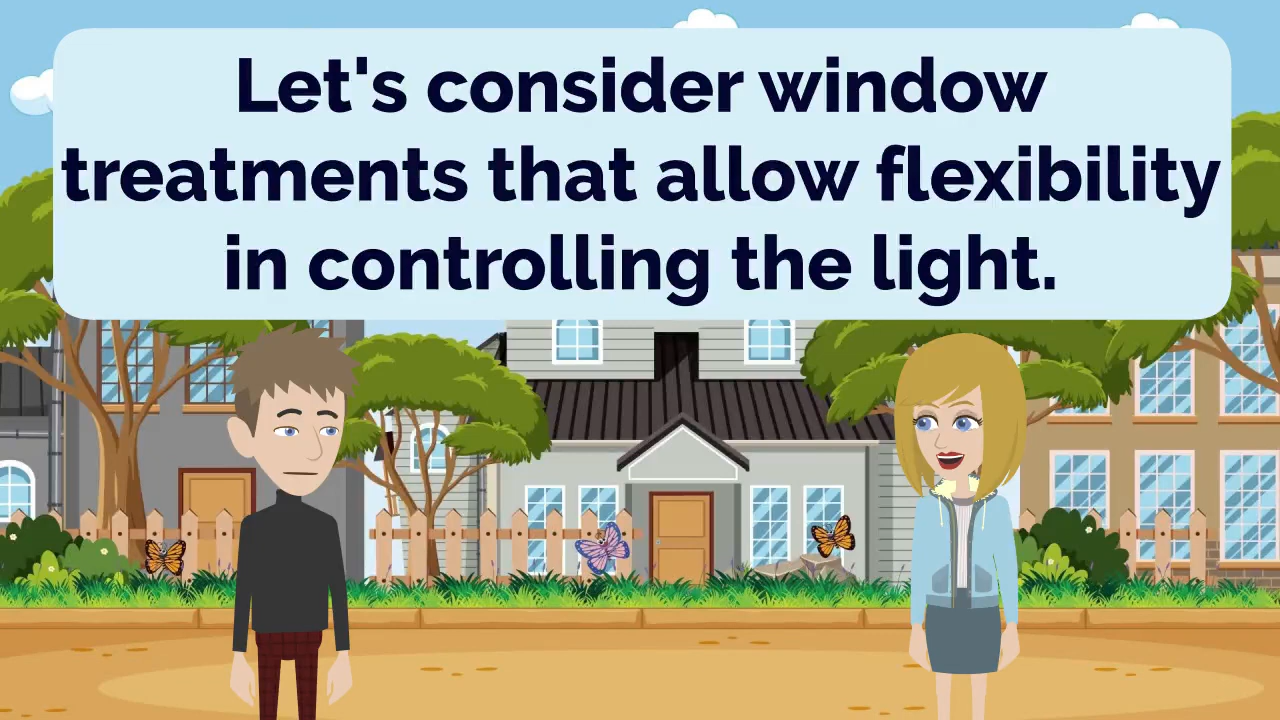 Let's consider window
treatments that allow flexibility
in controlling the light.